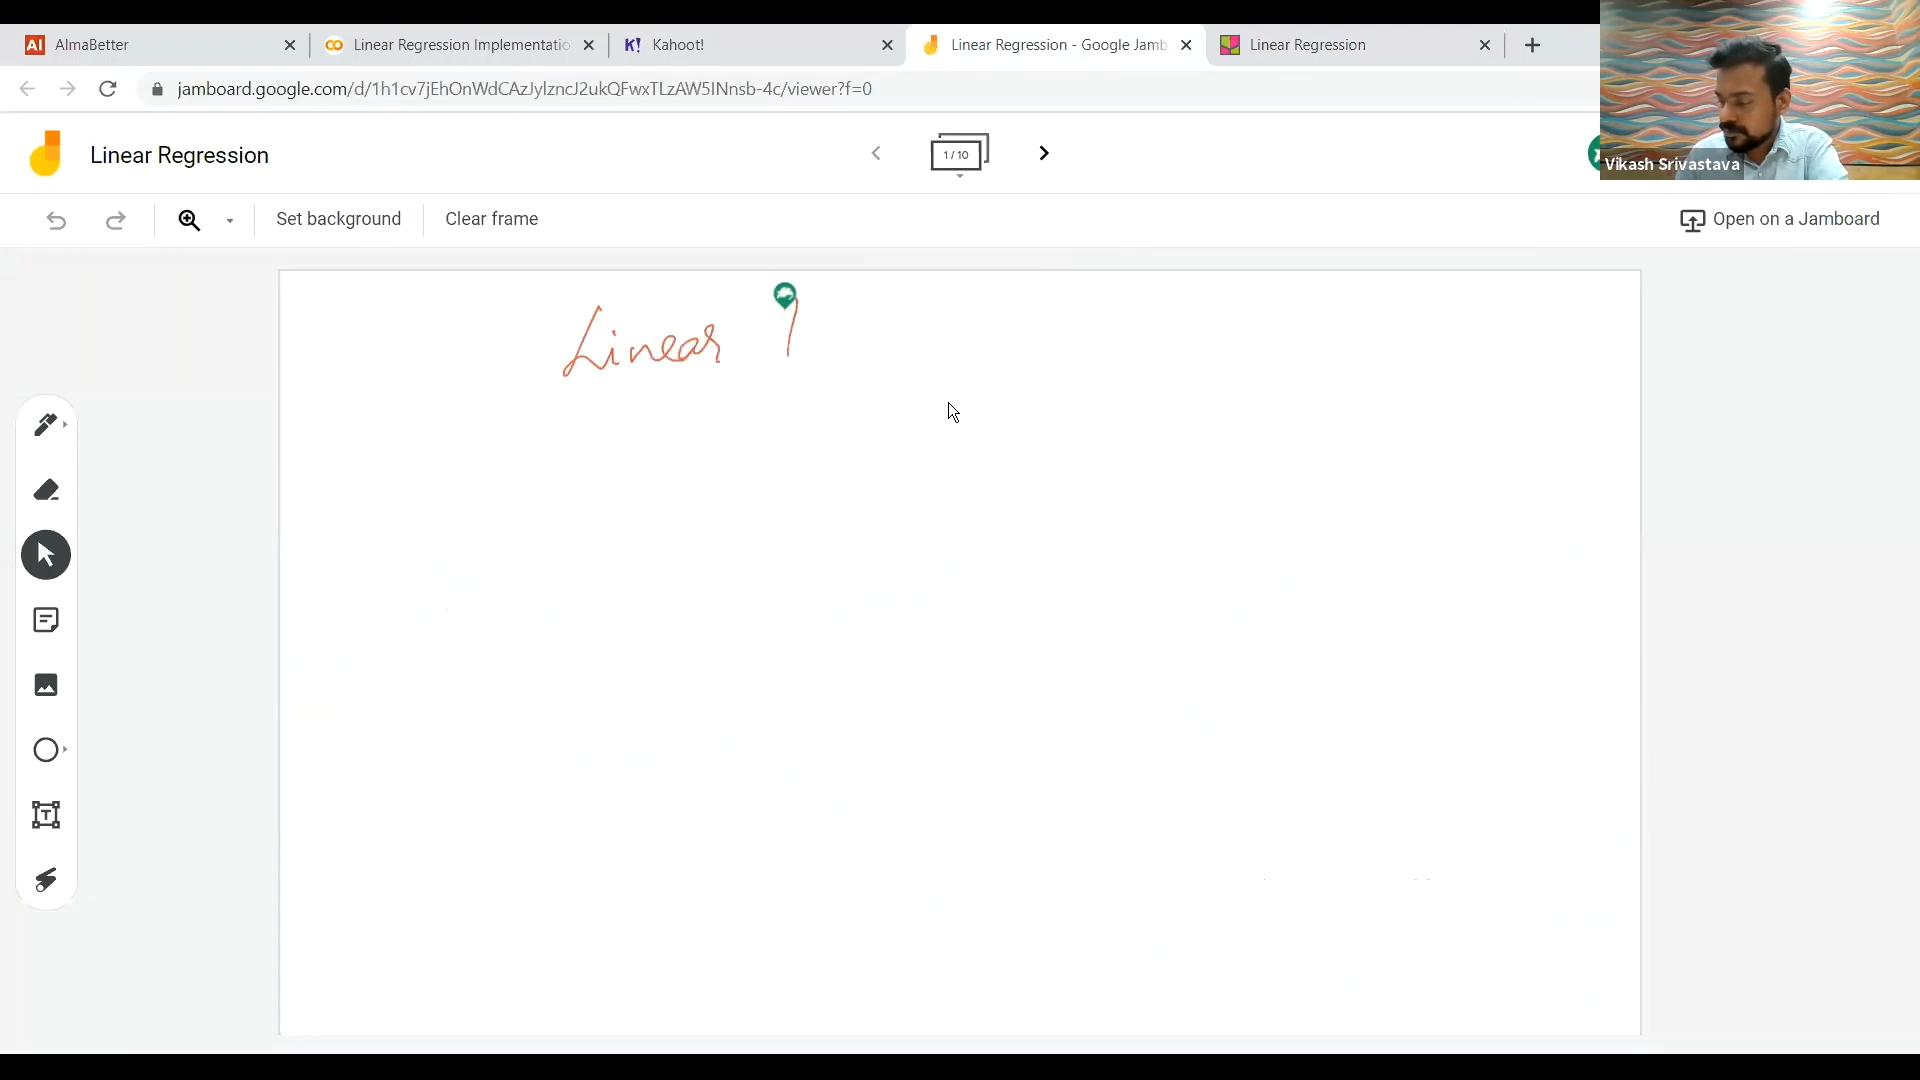 AlmaBetter
Linear Regression Implementatio
K! Kahoot!
Linear Regression - Google Jamb
Linear Regression
jamboard.google.com/d/1h1cv7jEhOnWdCAzJylzncJ2ukQFwxTLzAW5INnsb-4c/viewer?f=0
Linear Regression
1 / 10
Vikash Srivastava
Set background
Clear frame
Open on a Jamboard
Linear